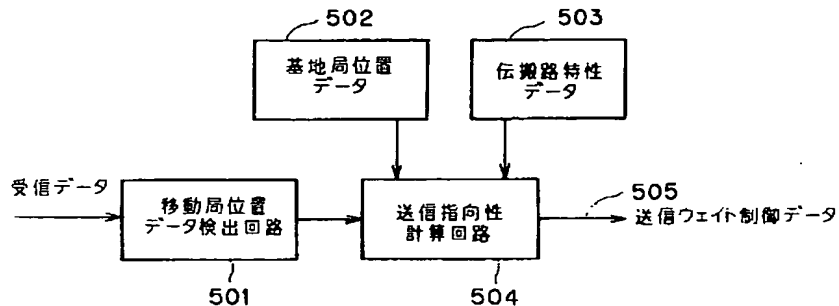 502
503
基地局位置
データ
伝搬路特性
データ
受信データ
移動局位置
データ検出回路
送信指向性
計算回路
505
送信ウェイト制御データ
501
504